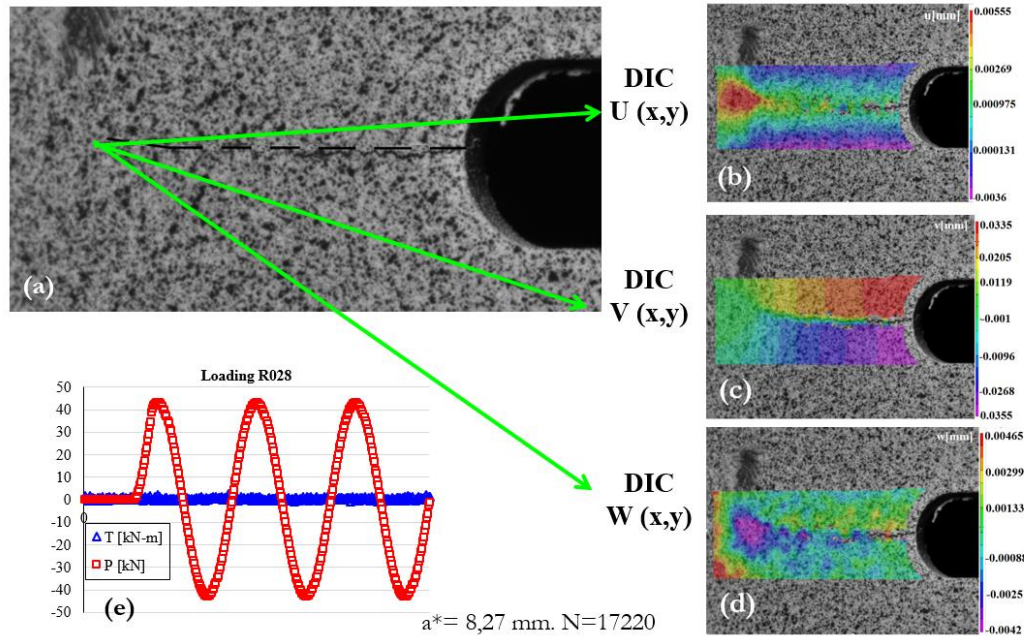 (a)
DIC
U (x,y)
DIC
V (x,y)
DIC
W (x,y)
u[mm]
0.00555
0.00269
0.000975
0.000131
-0.0036
(b)
v[mm]
0.0335
0.0205
0.0119
-0.001
-0.0096
-0.0268
0.0355
(c)
w[mm]
0.00465
0.00299
0.00133
-0.00088
-0.0025
-0.0042
(d)
Loading R028
50
40
30
20
10
0
-10
-20
-30
-40
-50
0
T [kN-m]
P [kN]
(e)
a*= 8,27 mm. N=17220